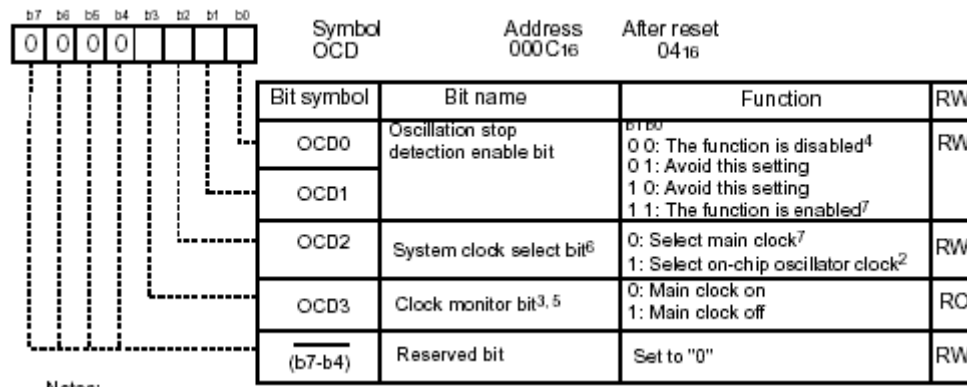 b7 b6 b5 b4 b3 b2 b1 b0
0 0 0 0
Symbol Address After reset
OCD 000C16 0416
Bit symbol Bit name Function RW
OCD0 Oscillation stop detection enable bit b1 b0 RW
0 0: The function is disabled4
0 1: Avoid this setting
OCD1 1 0: Avoid this setting
1 1: The function is enabled7
OCD2 System clock select bit6 0: Select main clock7 RW
1: Select on-chip oscillator clock2
OCD3 Clock monitor bit3, 5 0: Main clock on RO
1: Main clock off
(b7-b4) Reserved bit Set to "0" RW